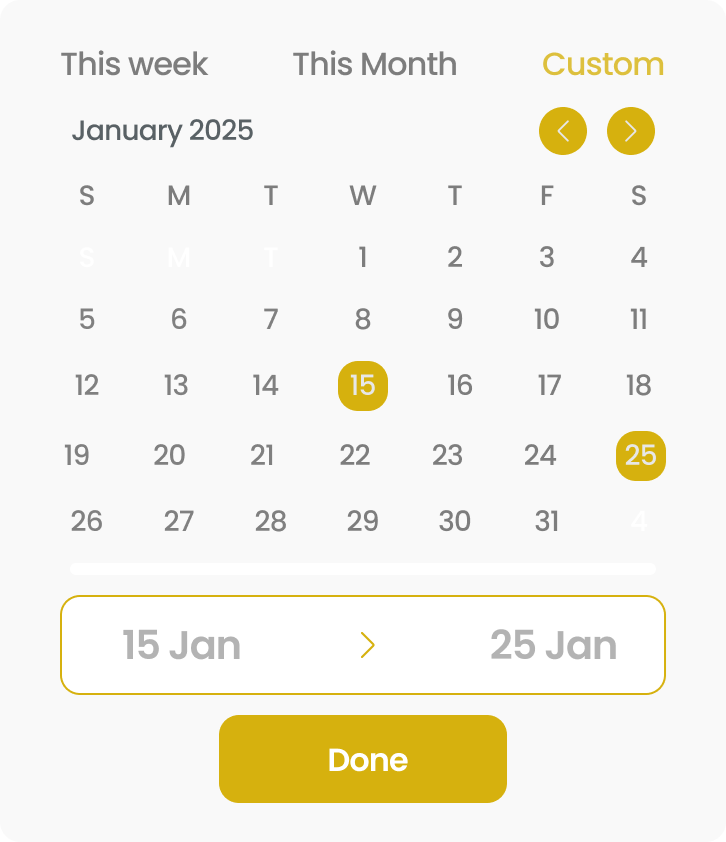 This week This Month Custom
January 2025
S M T W T F S
S M T 1 2 3 4
5 6 7 8 9 10 11
12 13 14 15 16 17 18
19 20 21 22 23 24 25
26 27 28 29 30 31 4
15 Jan > 25 Jan
Done